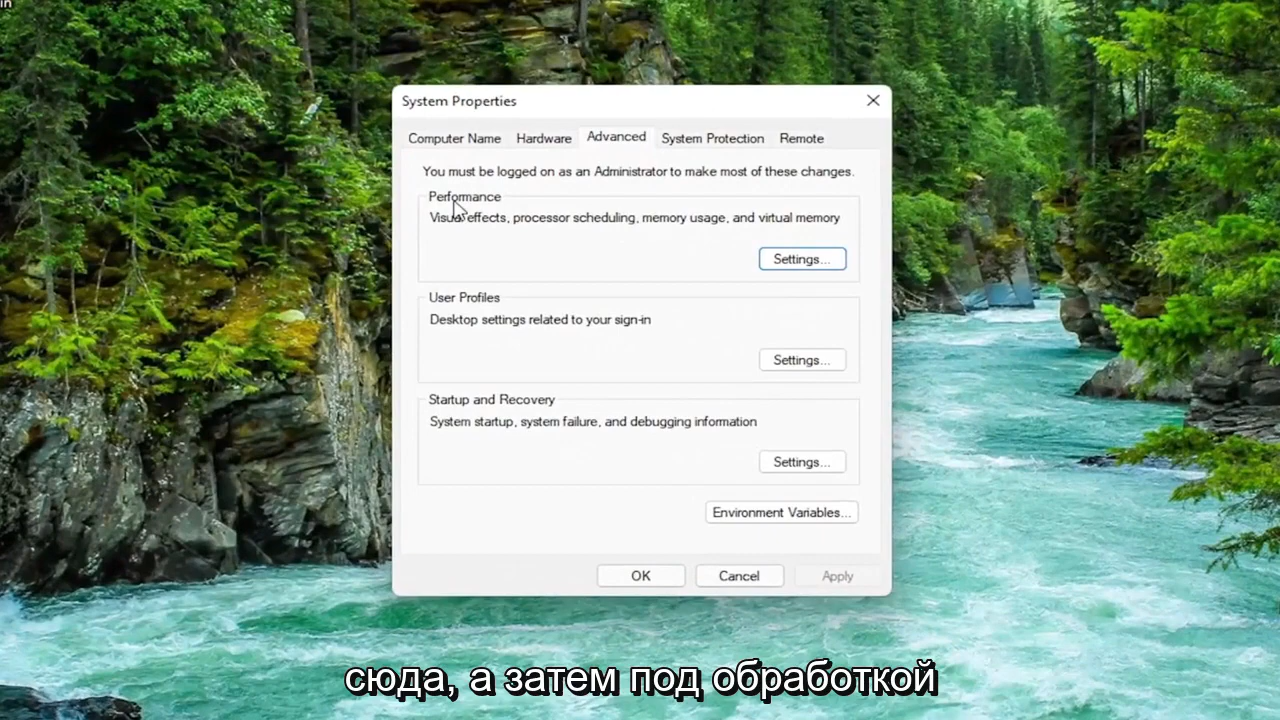 in
System Properties
Computer Name Hardware Advanced System Protection Remote
You must be logged on as an Administrator to make most of these changes.
Performance
Visual effects, processor scheduling, memory usage, and virtual memory
Settings...
User Profiles
Desktop settings related to your sign-in
Settings...
Startup and Recovery
System startup, system failure, and debugging information
Settings...
Environment Variables...
OK Cancel Apply
сюда, а затем под обработкой